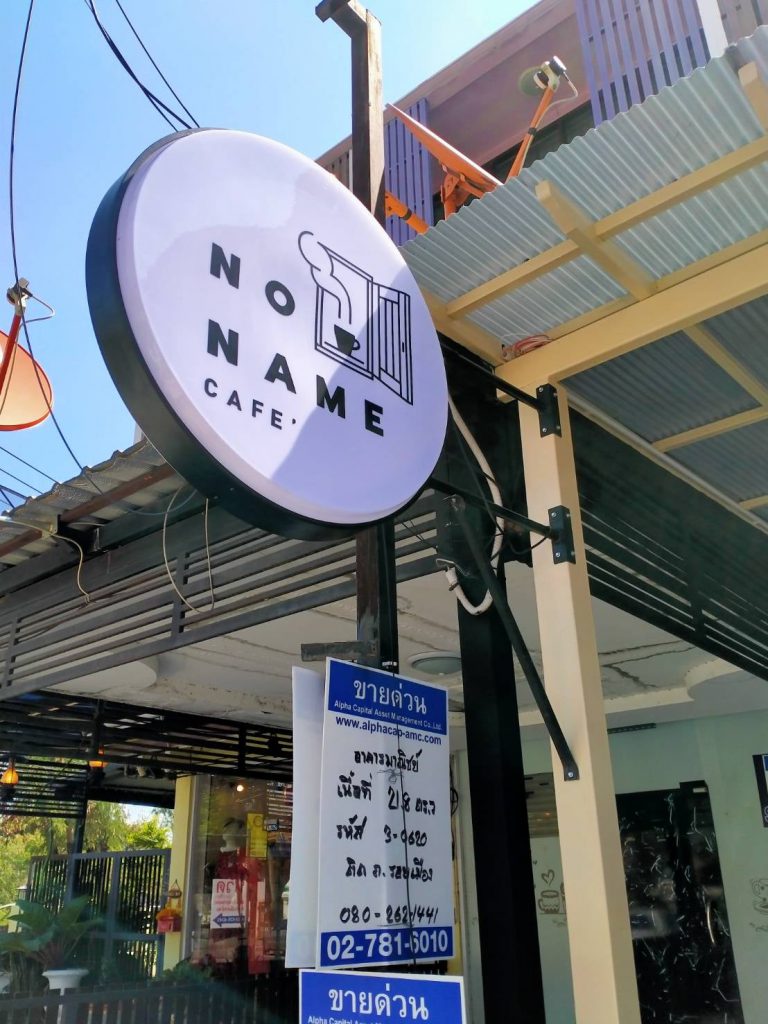 NO
NAME
CAFE'
ขายด่วน
Alpha Capital Asset Management Co.,Ltd.
www.alphacap-amc.com
อาคารพาณิชย์
เนื้อที่ 21.8 ตร.ว
รหัส 3-0620
ติด ถ.รอบเมือง
080-2621441
02-781-6010
ขายด่วน
Alpha Capital